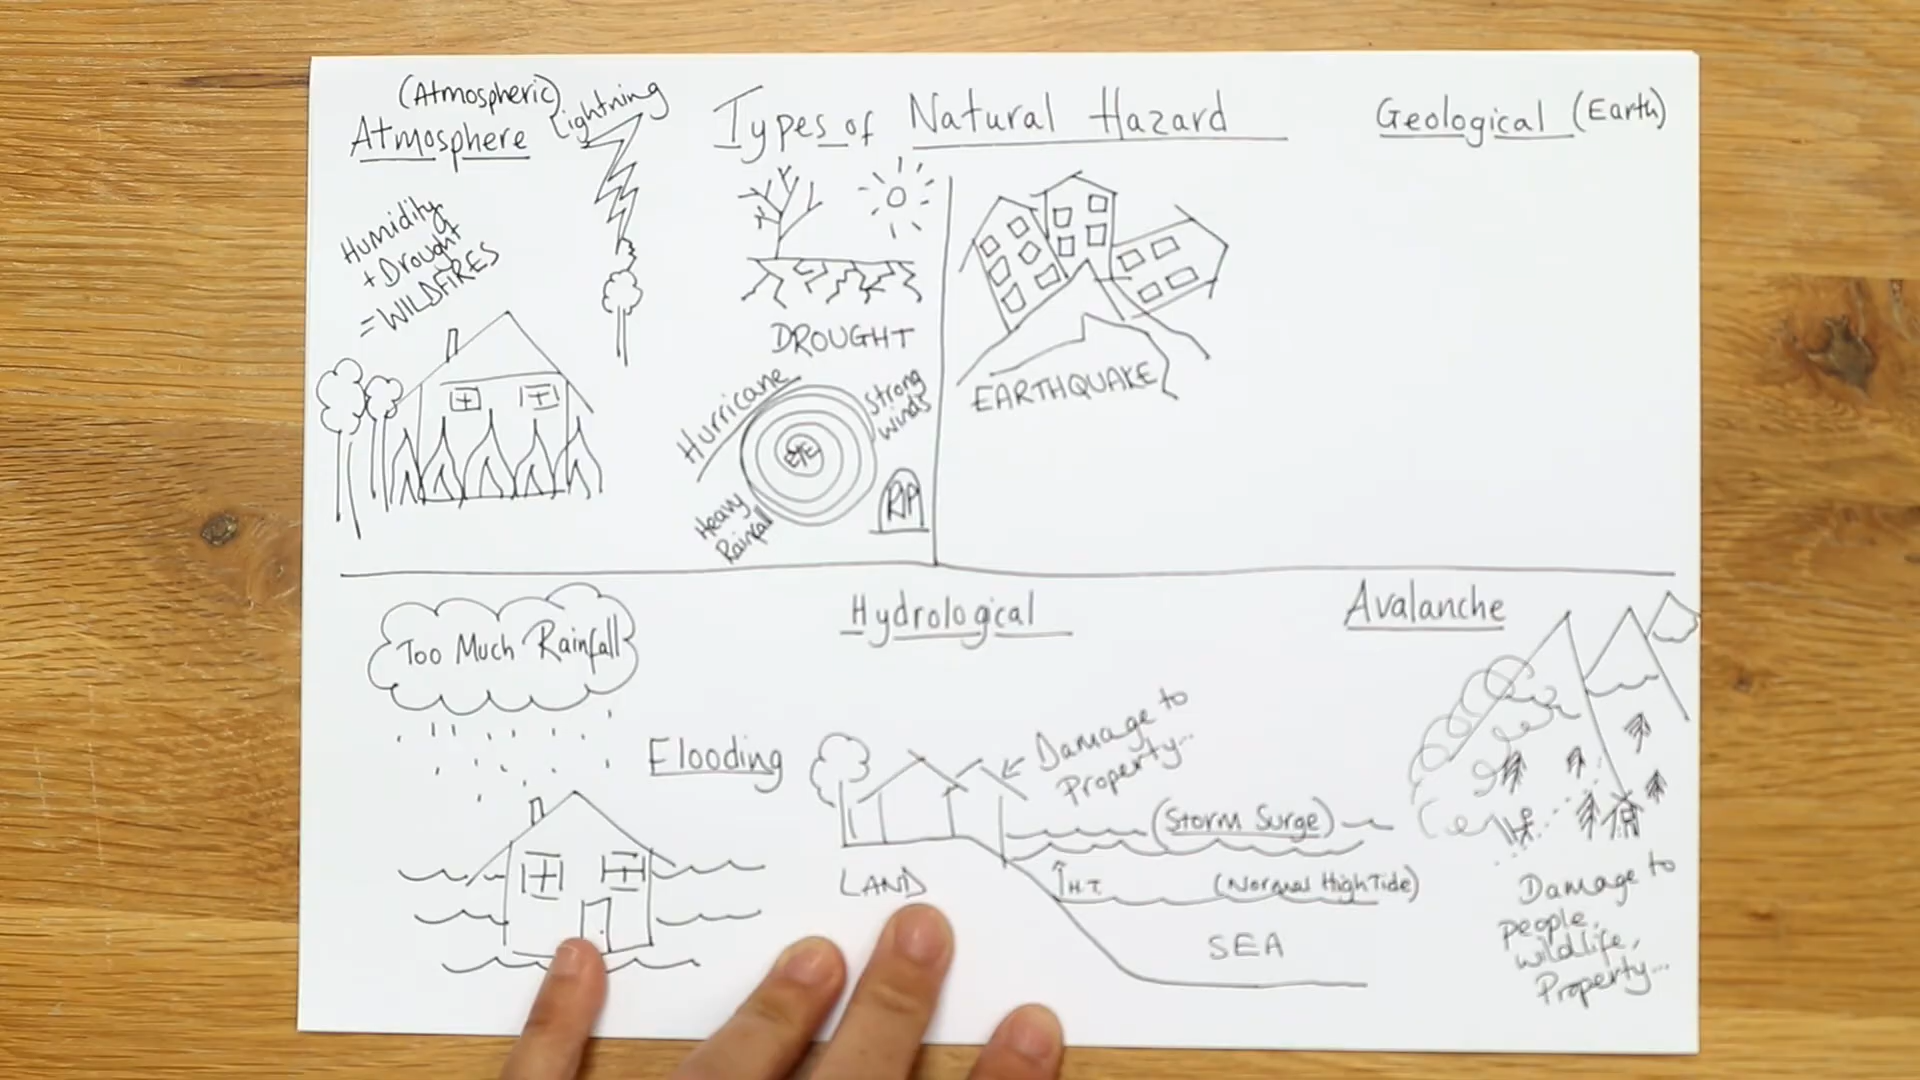 Types of Natural Hazard
(Atmospheric)
Atmosphere
Lightning
Humidity
+ Drought
= WILDFIRES
DROUGHT
Hurricane
EYE
strong
winds
Heavy
Rainfall
RIP
Geological (Earth)
EARTHQUAKE
Hydrological
Too Much Rainfall
Flooding
Damage to
Property...
(Storm Surge)
H.T
(Normal High Tide)
LAND
SEA
Avalanche
Damage to
people,
wildlife,
Property...